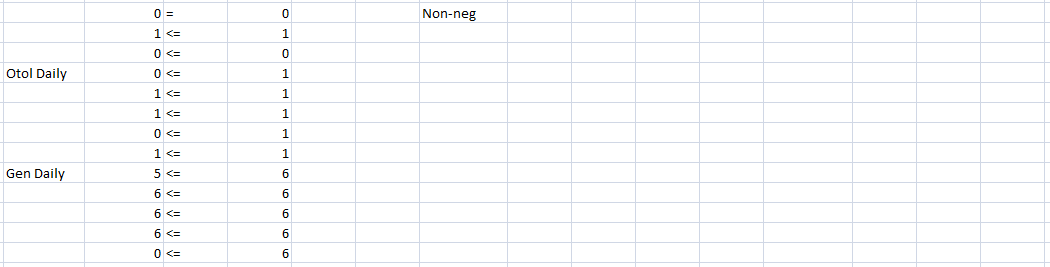 0 = 0 Non-neg
1 <= 1
0 <= 0
Otol Daily 0 <= 1
1 <= 1
1 <= 1
0 <= 1
1 <= 1
Gen Daily 5 <= 6
6 <= 6
6 <= 6
6 <= 6
0 <= 6